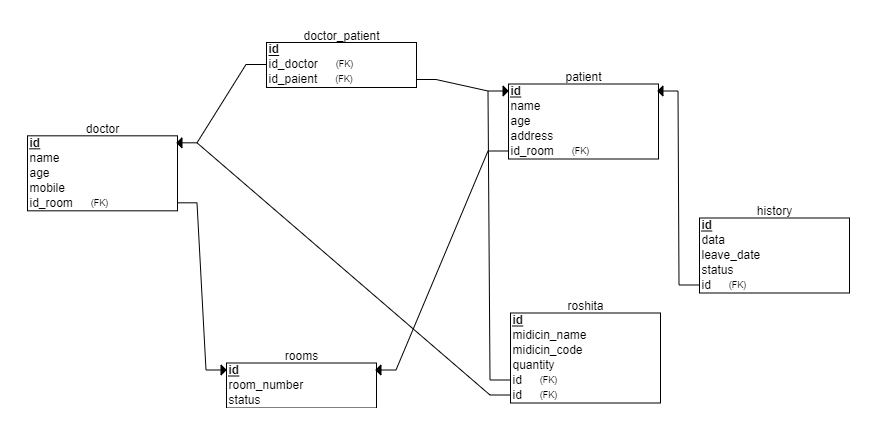 doctor_patient
id
id_doctor (FK)
id_paient (FK)
patient
id
name
age
address
id_room (FK)
doctor
id
name
age
mobile
id_room (FK)
history
id
data
leave_date
status
id (FK)
roshita
id
midicin_name
midicin_code
quantity
id (FK)
id (FK)
rooms
id
room_number
status